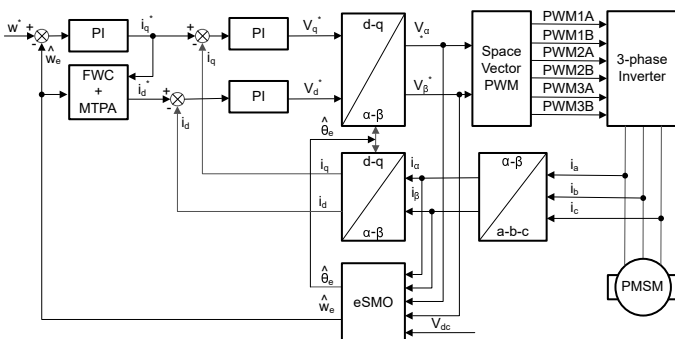 w* + - PI i_q* + - PI V_q* d-q α-β V_α* Space Vector PWM PWM1A 3-phase Inverter
PWM1B
PWM2A
PWM2B
PWM3A
PWM3B
ŵ_e
i_q
FWC + MTPA i_d* + - PI V_d* V_β*
i_d
θ̂_e
i_q d-q α-β i_α α-β a-b-c i_a
i_d i_β i_b
i_c
θ̂_e eSMO PMSM
ŵ_e
V_dc